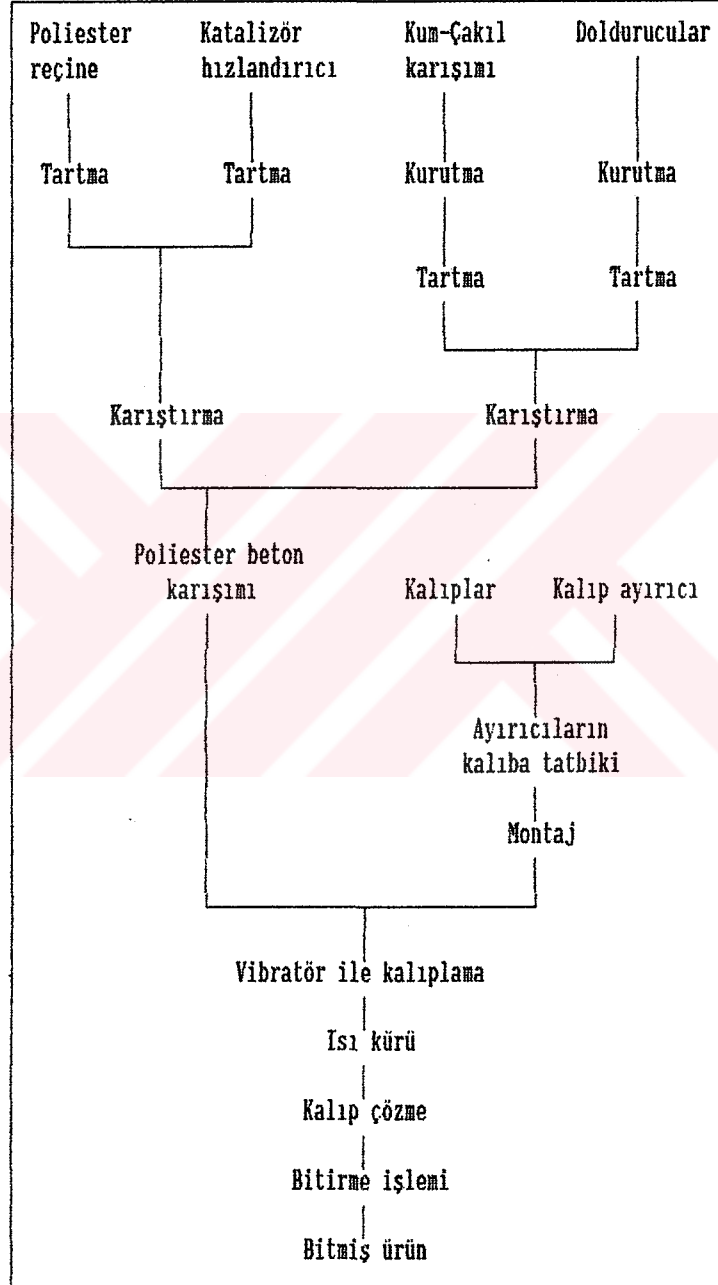 Poliester Katalizör Kum-Çakıl Doldurucular
reçine hızlandırıcı karışımı
Tartma Tartma Kurutma Kurutma
Tartma Tartma
Karıştırma Karıştırma
Poliester beton
karışımı Kalıplar Kalıp ayırıcı
Ayırıcıların
kalıba tatbiki
Montaj
Vibratör ile kalıplama
Isı kürü
Kalıp çözme
Bitirme işlemi
Bitmiş ürün